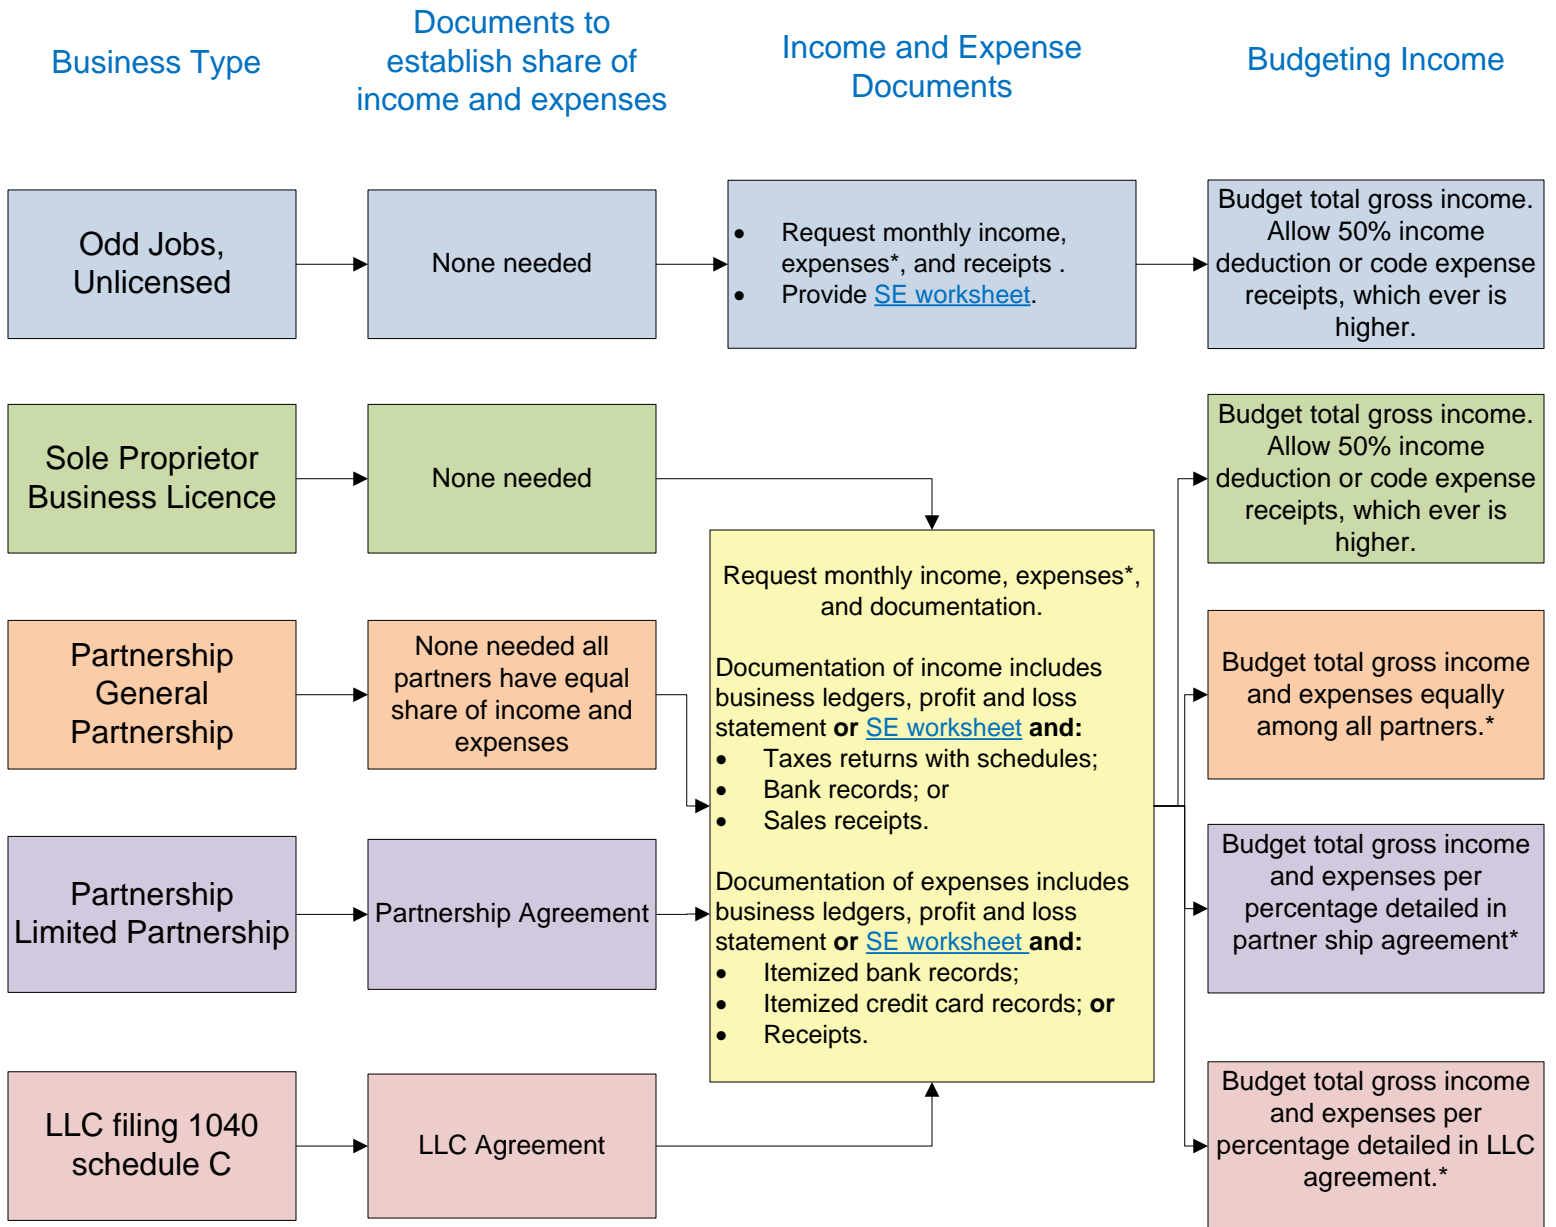 Business Type
Documents to
establish share of
income and expenses
Income and Expense
Documents
Budgeting Income
Odd Jobs,
Unlicensed
None needed
• Request monthly income,
expenses*, and receipts .
• Provide SE worksheet.
Budget total gross income.
Allow 50% income
deduction or code expense
receipts, which ever is
higher.
Sole Proprietor
Business Licence
None needed
Budget total gross income.
Allow 50% income
deduction or code expense
receipts, which ever is
higher.
Request monthly income, expenses*,
and documentation.
Documentation of income includes
business ledgers, profit and loss
statement or SE worksheet and:
• Taxes returns with schedules;
• Bank records; or
• Sales receipts.
Documentation of expenses includes
business ledgers, profit and loss
statement or SE worksheet and:
• Itemized bank records;
• Itemized credit card records; or
• Receipts.
Partnership
General
Partnership
None needed all
partners have equal
share of income and
expenses
Budget total gross income
and expenses equally
among all partners.*
Partnership
Limited Partnership
Partnership Agreement
Budget total gross income
and expenses per
percentage detailed in
partner ship agreement*
LLC filing 1040
schedule C
LLC Agreement
Budget total gross income
and expenses per
percentage detailed in LLC
agreement.*